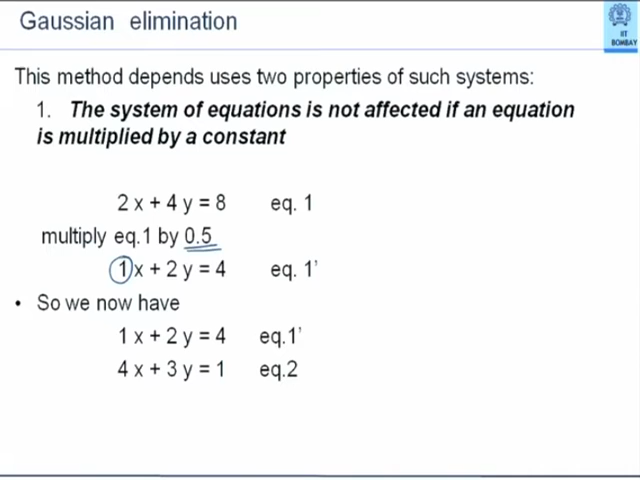 Gaussian elimination
IIT
BOMBAY
This method depends uses two properties of such systems:
1. The system of equations is not affected if an equation
is multiplied by a constant
2 x + 4 y = 8 eq. 1
multiply eq.1 by 0.5
1 x + 2 y = 4 eq. 1'
• So we now have
1 x + 2 y = 4 eq.1'
4 x + 3 y = 1 eq.2